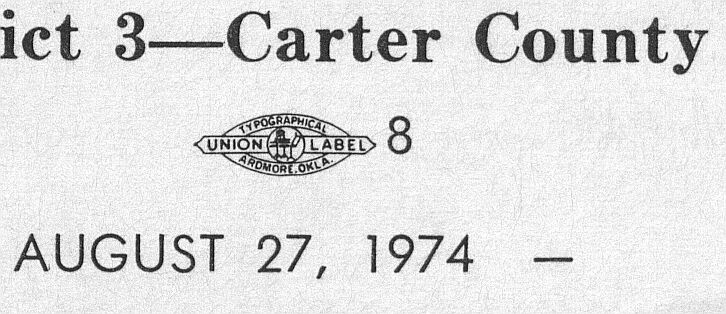 ict 3—Carter County
TYPOGRAPHICAL
UNION LABEL 8
ARDMORE, OKLA.
AUGUST 27, 1974 —